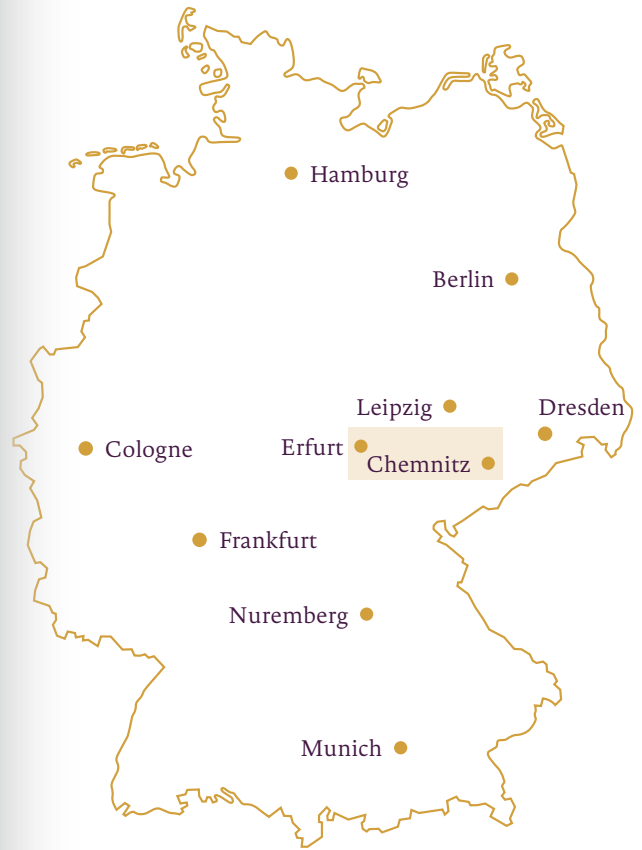 Hamburg
Berlin
Leipzig
Dresden
Erfurt
Cologne
Chemnitz
Frankfurt
Nuremberg
Munich